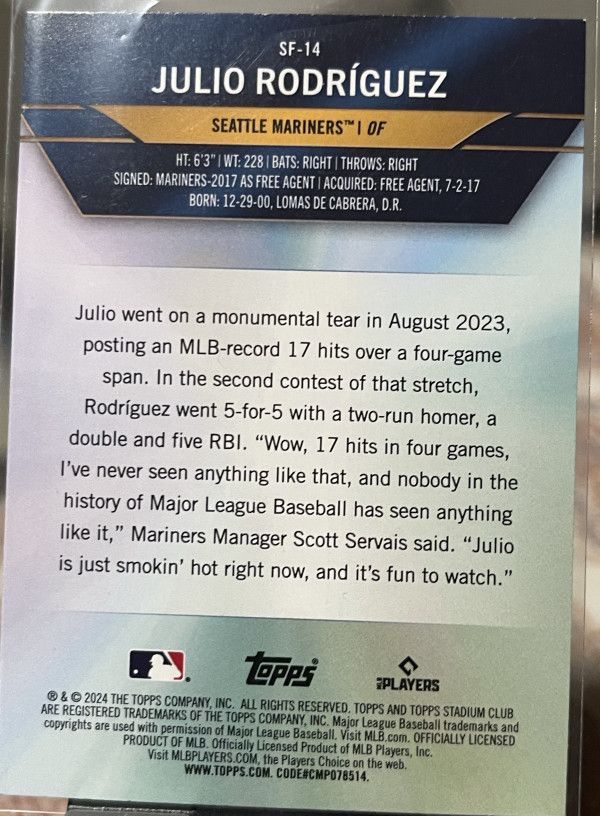 SF-14
JULIO RODRÍGUEZ
SEATTLE MARINERS™ | OF
HT: 6'3" | WT: 228 | BATS: RIGHT | THROWS: RIGHT
SIGNED: MARINERS-2017 AS FREE AGENT | ACQUIRED: FREE AGENT, 7-2-17
BORN: 12-29-00, LOMAS DE CABRERA, D.R.
Julio went on a monumental tear in August 2023,
posting an MLB-record 17 hits over a four-game
span. In the second contest of that stretch,
Rodríguez went 5-for-5 with a two-run homer, a
double and five RBI. “Wow, 17 hits in four games,
I've never seen anything like that, and nobody in the
history of Major League Baseball has seen anything
like it,” Mariners Manager Scott Servais said. “Julio
is just smokin' hot right now, and it's fun to watch.”
Topps®
MLB PLAYERS
® & © 2024 THE TOPPS COMPANY, INC. ALL RIGHTS RESERVED. TOPPS AND TOPPS STADIUM CLUB
ARE REGISTERED TRADEMARKS OF THE TOPPS COMPANY, INC. Major League Baseball trademarks and
copyrights are used with permission of Major League Baseball. Visit MLB.com. OFFICIALLY LICENSED
PRODUCT OF MLB. Officially Licensed Product of MLB Players, Inc.
Visit MLBPLAYERS.COM, the Players Choice on the web.
WWW.TOPPS.COM. CODE#CMP078514.